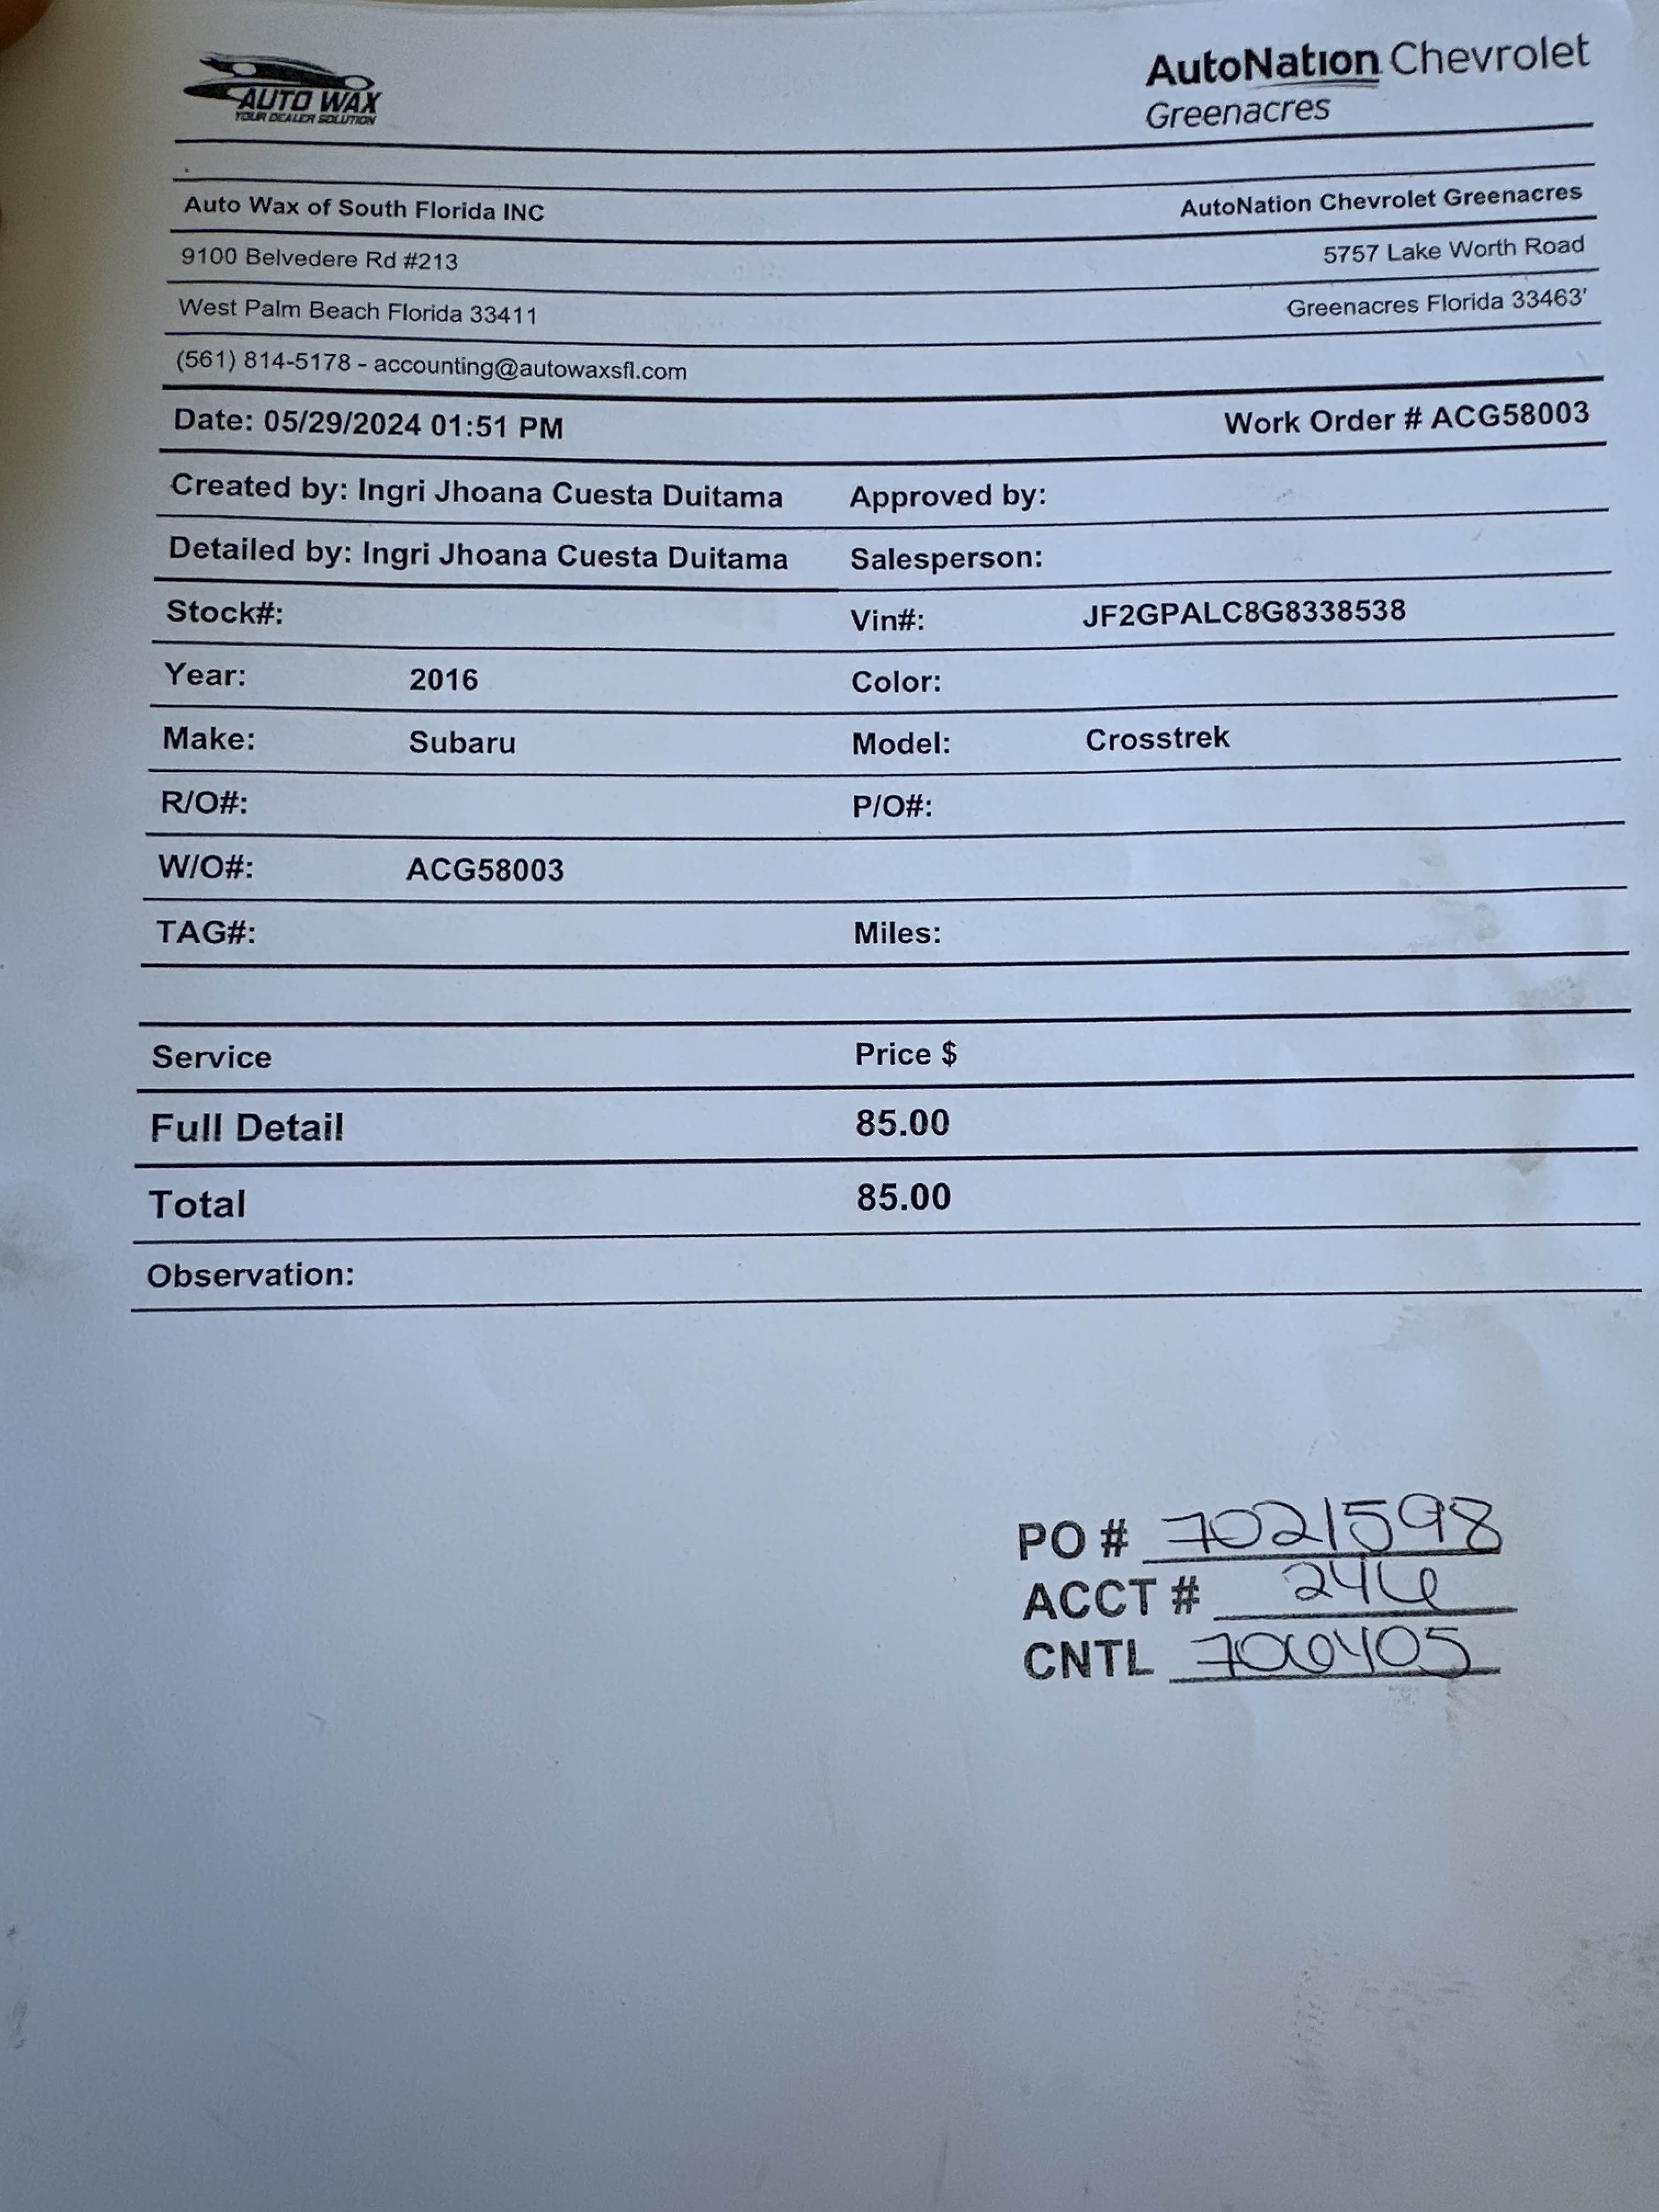 AUTO WAX
YOUR DEALER SOLUTION
AutoNation Chevrolet
Greenacres
Auto Wax of South Florida INC
AutoNation Chevrolet Greenacres
9100 Belvedere Rd #213
5757 Lake Worth Road
West Palm Beach Florida 33411
Greenacres Florida 33463'
(561) 814-5178 - accounting@autowaxsfl.com
Date: 05/29/2024 01:51 PM
Work Order # ACG58003
Created by: Ingri Jhoana Cuesta Duitama Approved by:
Detailed by: Ingri Jhoana Cuesta Duitama Salesperson:
Stock#: Vin#: JF2GPALC8G8338538
Year: 2016 Color:
Make: Subaru Model: Crosstrek
R/O#: P/O#:
W/O#: ACG58003
TAG#: Miles:
Service Price $
Full Detail 85.00
Total 85.00
Observation:
PO # 7021598
ACCT # 246
CNTL 706405